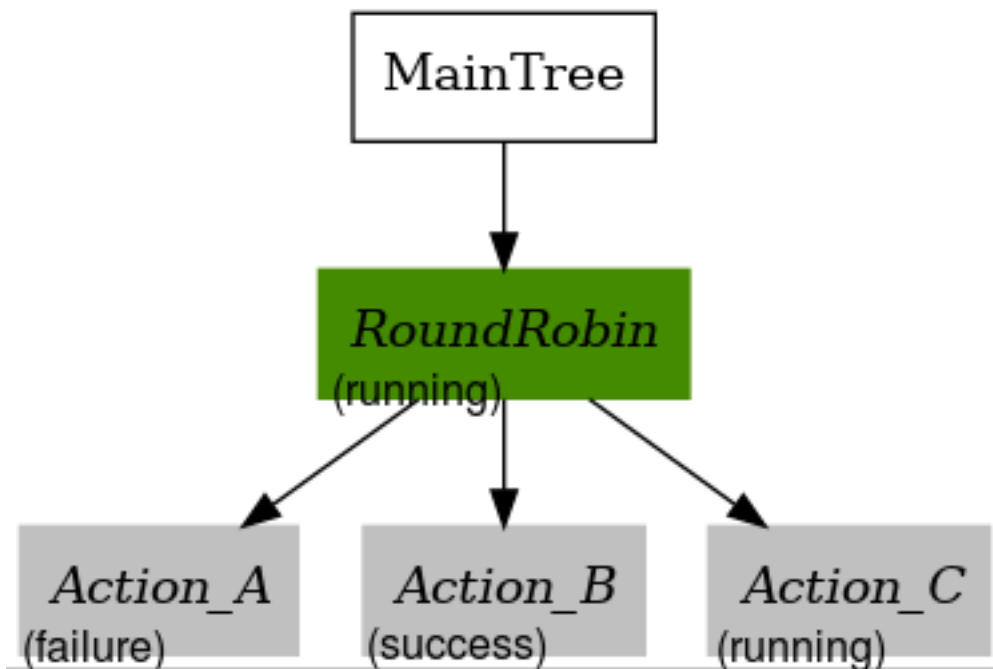 MainTree
RoundRobin
(running)
Action_A
(failure)
Action_B
(success)
Action_C
(running)